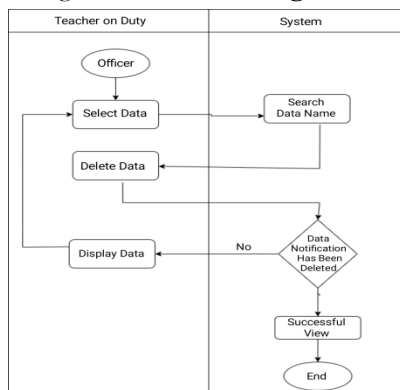 Teacher on Duty
System
Officer
Select Data
Search
Data Name
Delete Data
Data
Notification
Has Been
Deleted
No
Display Data
Successful
View
End